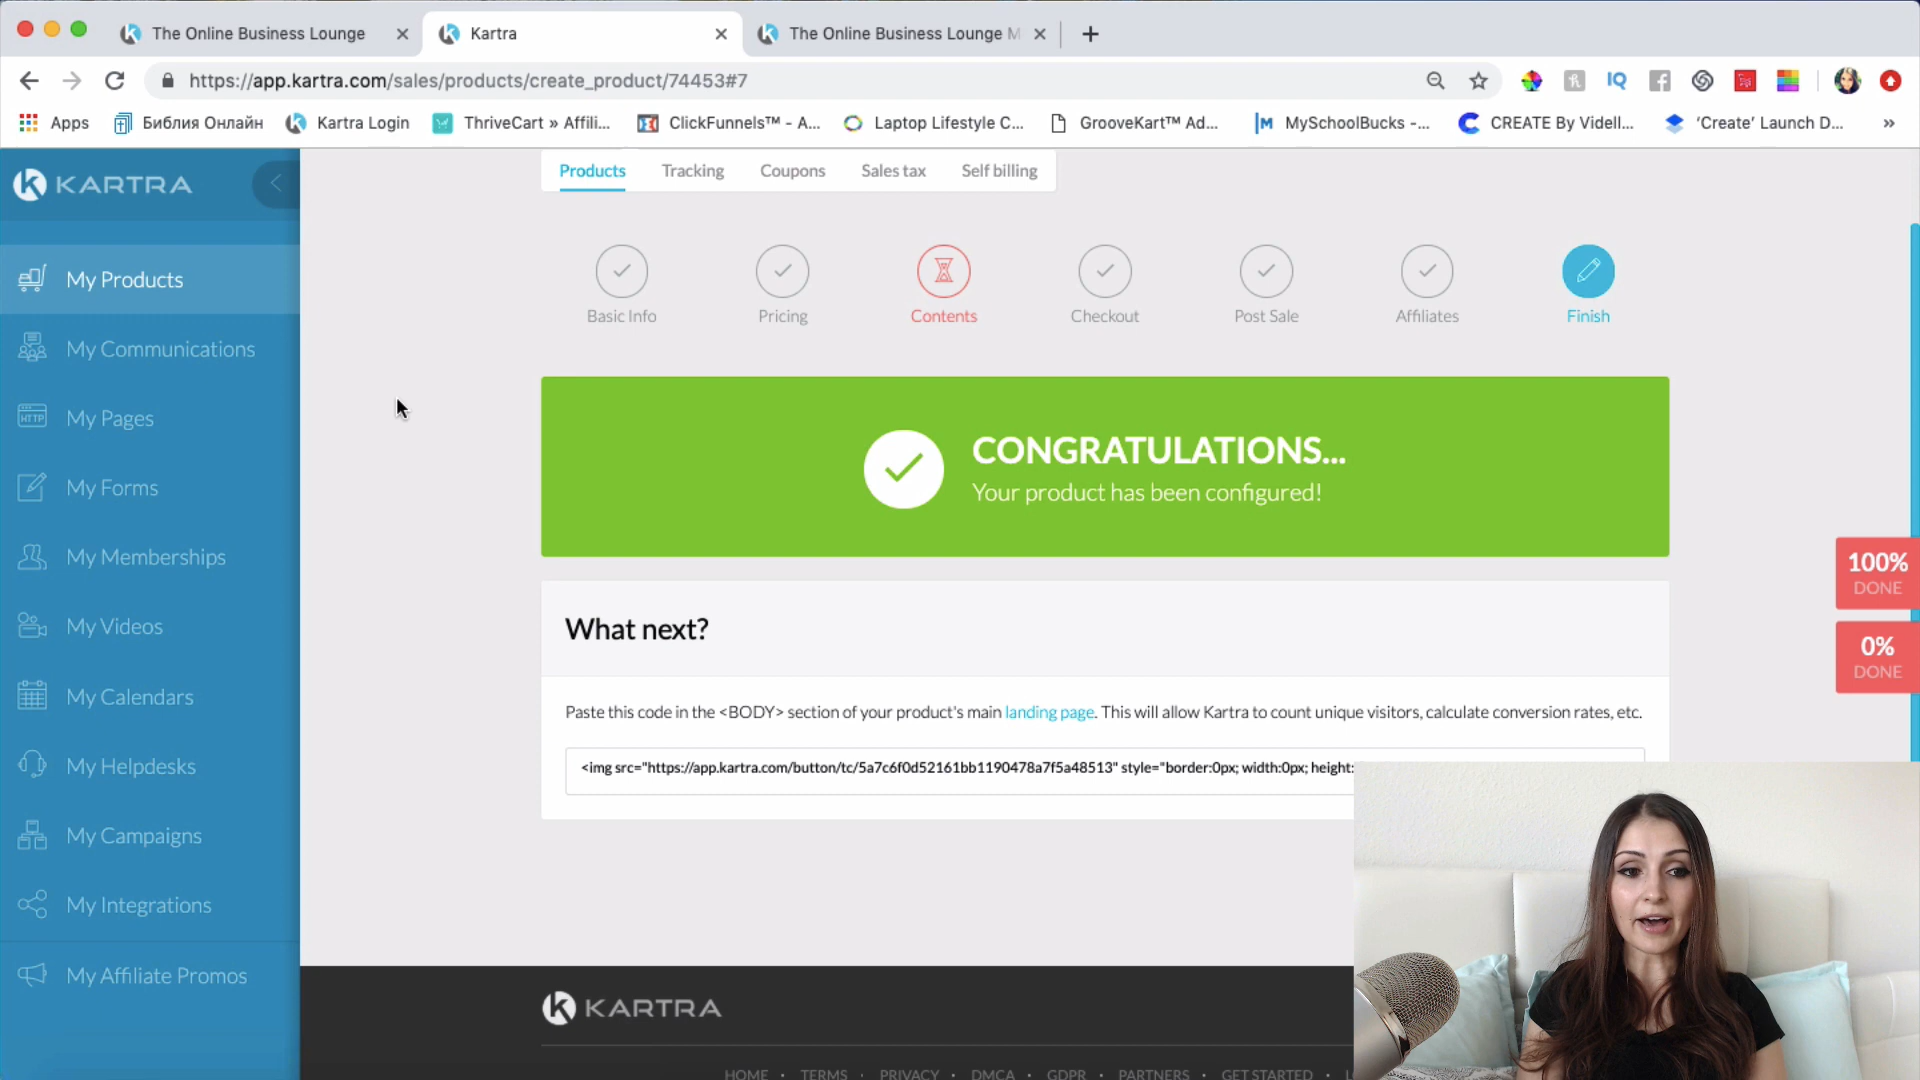 The Online Business Lounge
Kartra
The Online Business Lounge M
https://app.kartra.com/sales/products/create_product/74453#7
IQ
Apps
Библия Онлайн
Kartra Login
ThriveCart » Affili...
ClickFunnels™ - A...
Laptop Lifestyle C...
GrooveKart™ Ad...
MySchoolBucks -...
CREATE By Videll...
'Create' Launch D...
»
KARTRA
Products
Tracking
Coupons
Sales tax
Self billing
My Products
My Communications
My Pages
My Forms
My Memberships
My Videos
My Calendars
My Helpdesks
My Campaigns
My Integrations
My Affiliate Promos
Basic Info
Pricing
Contents
Checkout
Post Sale
Affiliates
Finish
CONGRATULATIONS...
Your product has been configured!
100%
DONE
0%
DONE
What next?
Paste this code in the <BODY> section of your product's main landing page. This will allow Kartra to count unique visitors, calculate conversion rates, etc.
<img src="https://app.kartra.com/button/tc/5a7c6f0d52161bb1190478a7f5a48513" style="border:0px; width:0px; height:
KARTRA
HOME • TERMS • PRIVACY • DMCA • GDPR • PARTNERS • GET STARTED •